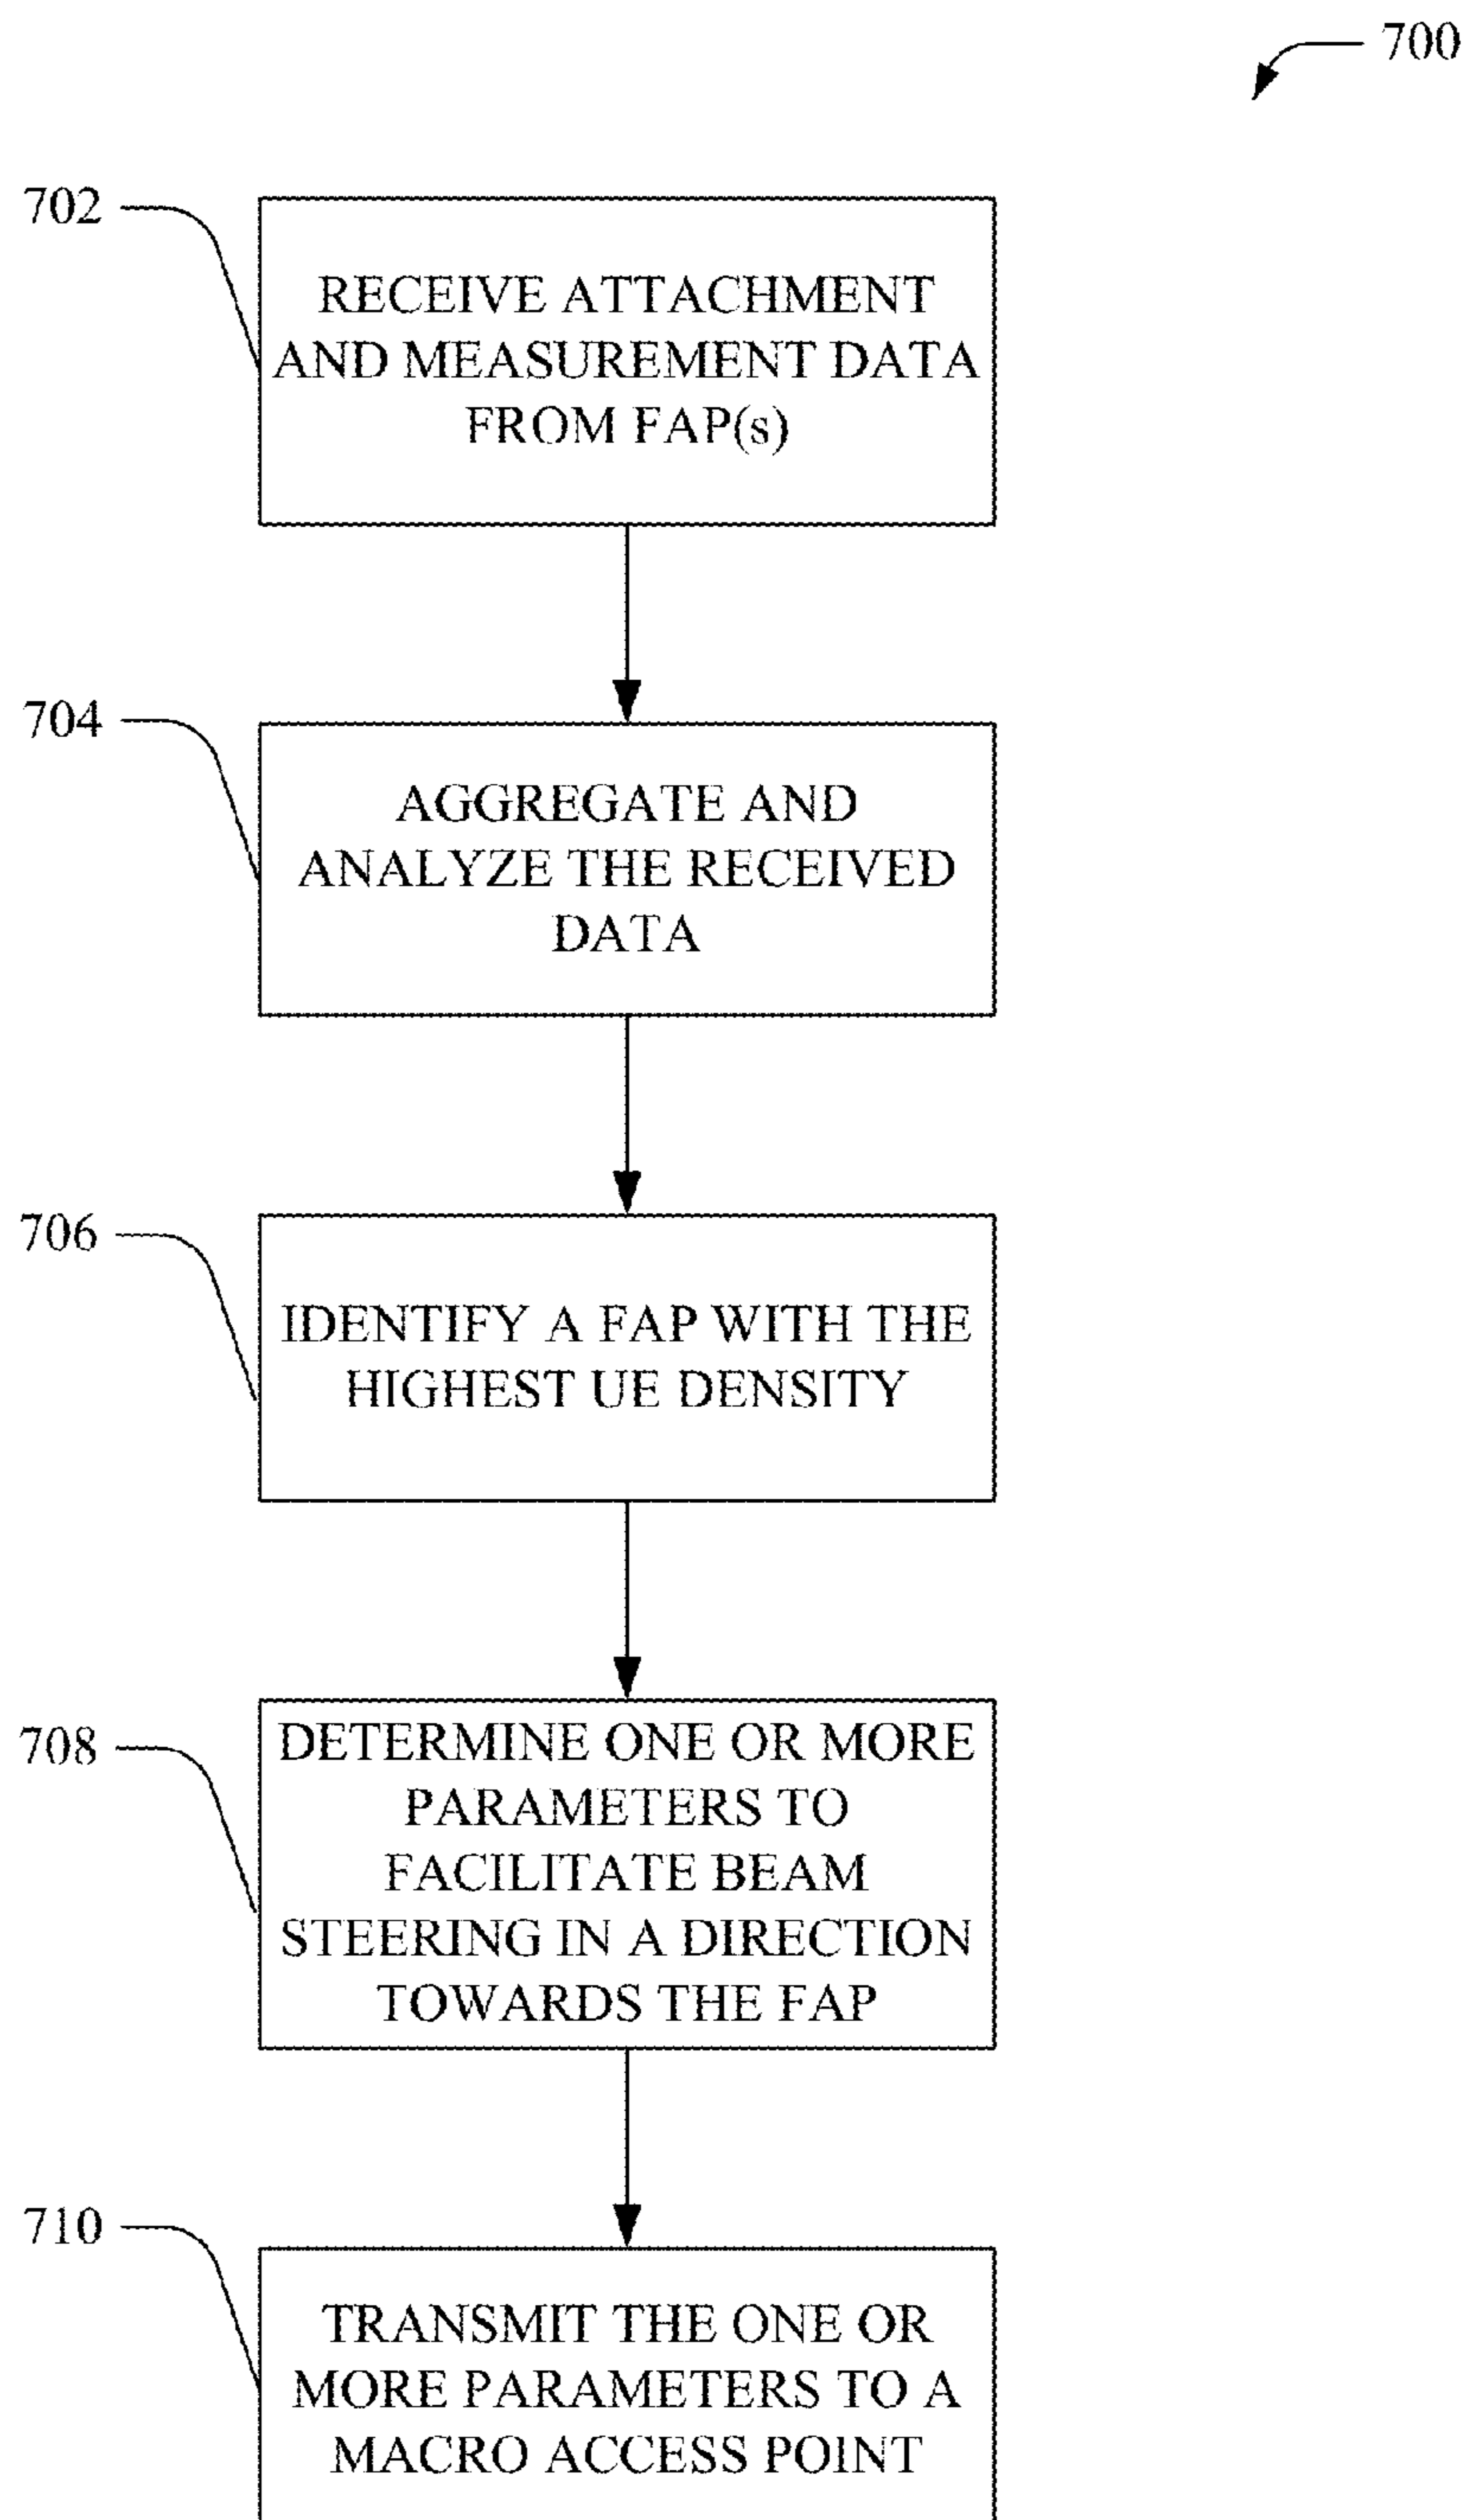 700
702
RECEIVE ATTACHMENT
AND MEASUREMENT DATA
FROM FAP(s)
704
AGGREGATE AND
ANALYZE THE RECEIVED
DATA
706
IDENTIFY A FAP WITH THE
HIGHEST UE DENSITY
708
DETERMINE ONE OR MORE
PARAMETERS TO
FACILITATE BEAM
STEERING IN A DIRECTION
TOWARDS THE FAP
710
TRANSMIT THE ONE OR
MORE PARAMETERS TO A
MACRO ACCESS POINT